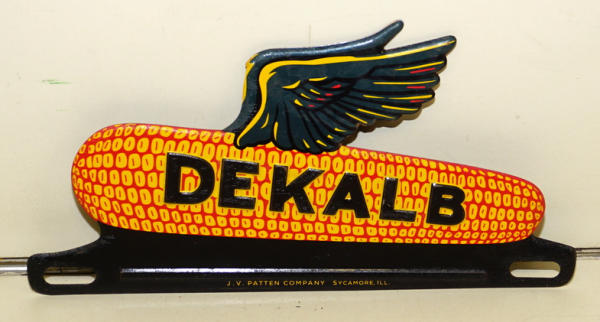 DEKALB
J.V. PATTEN COMPANY SYCAMORE, ILL.